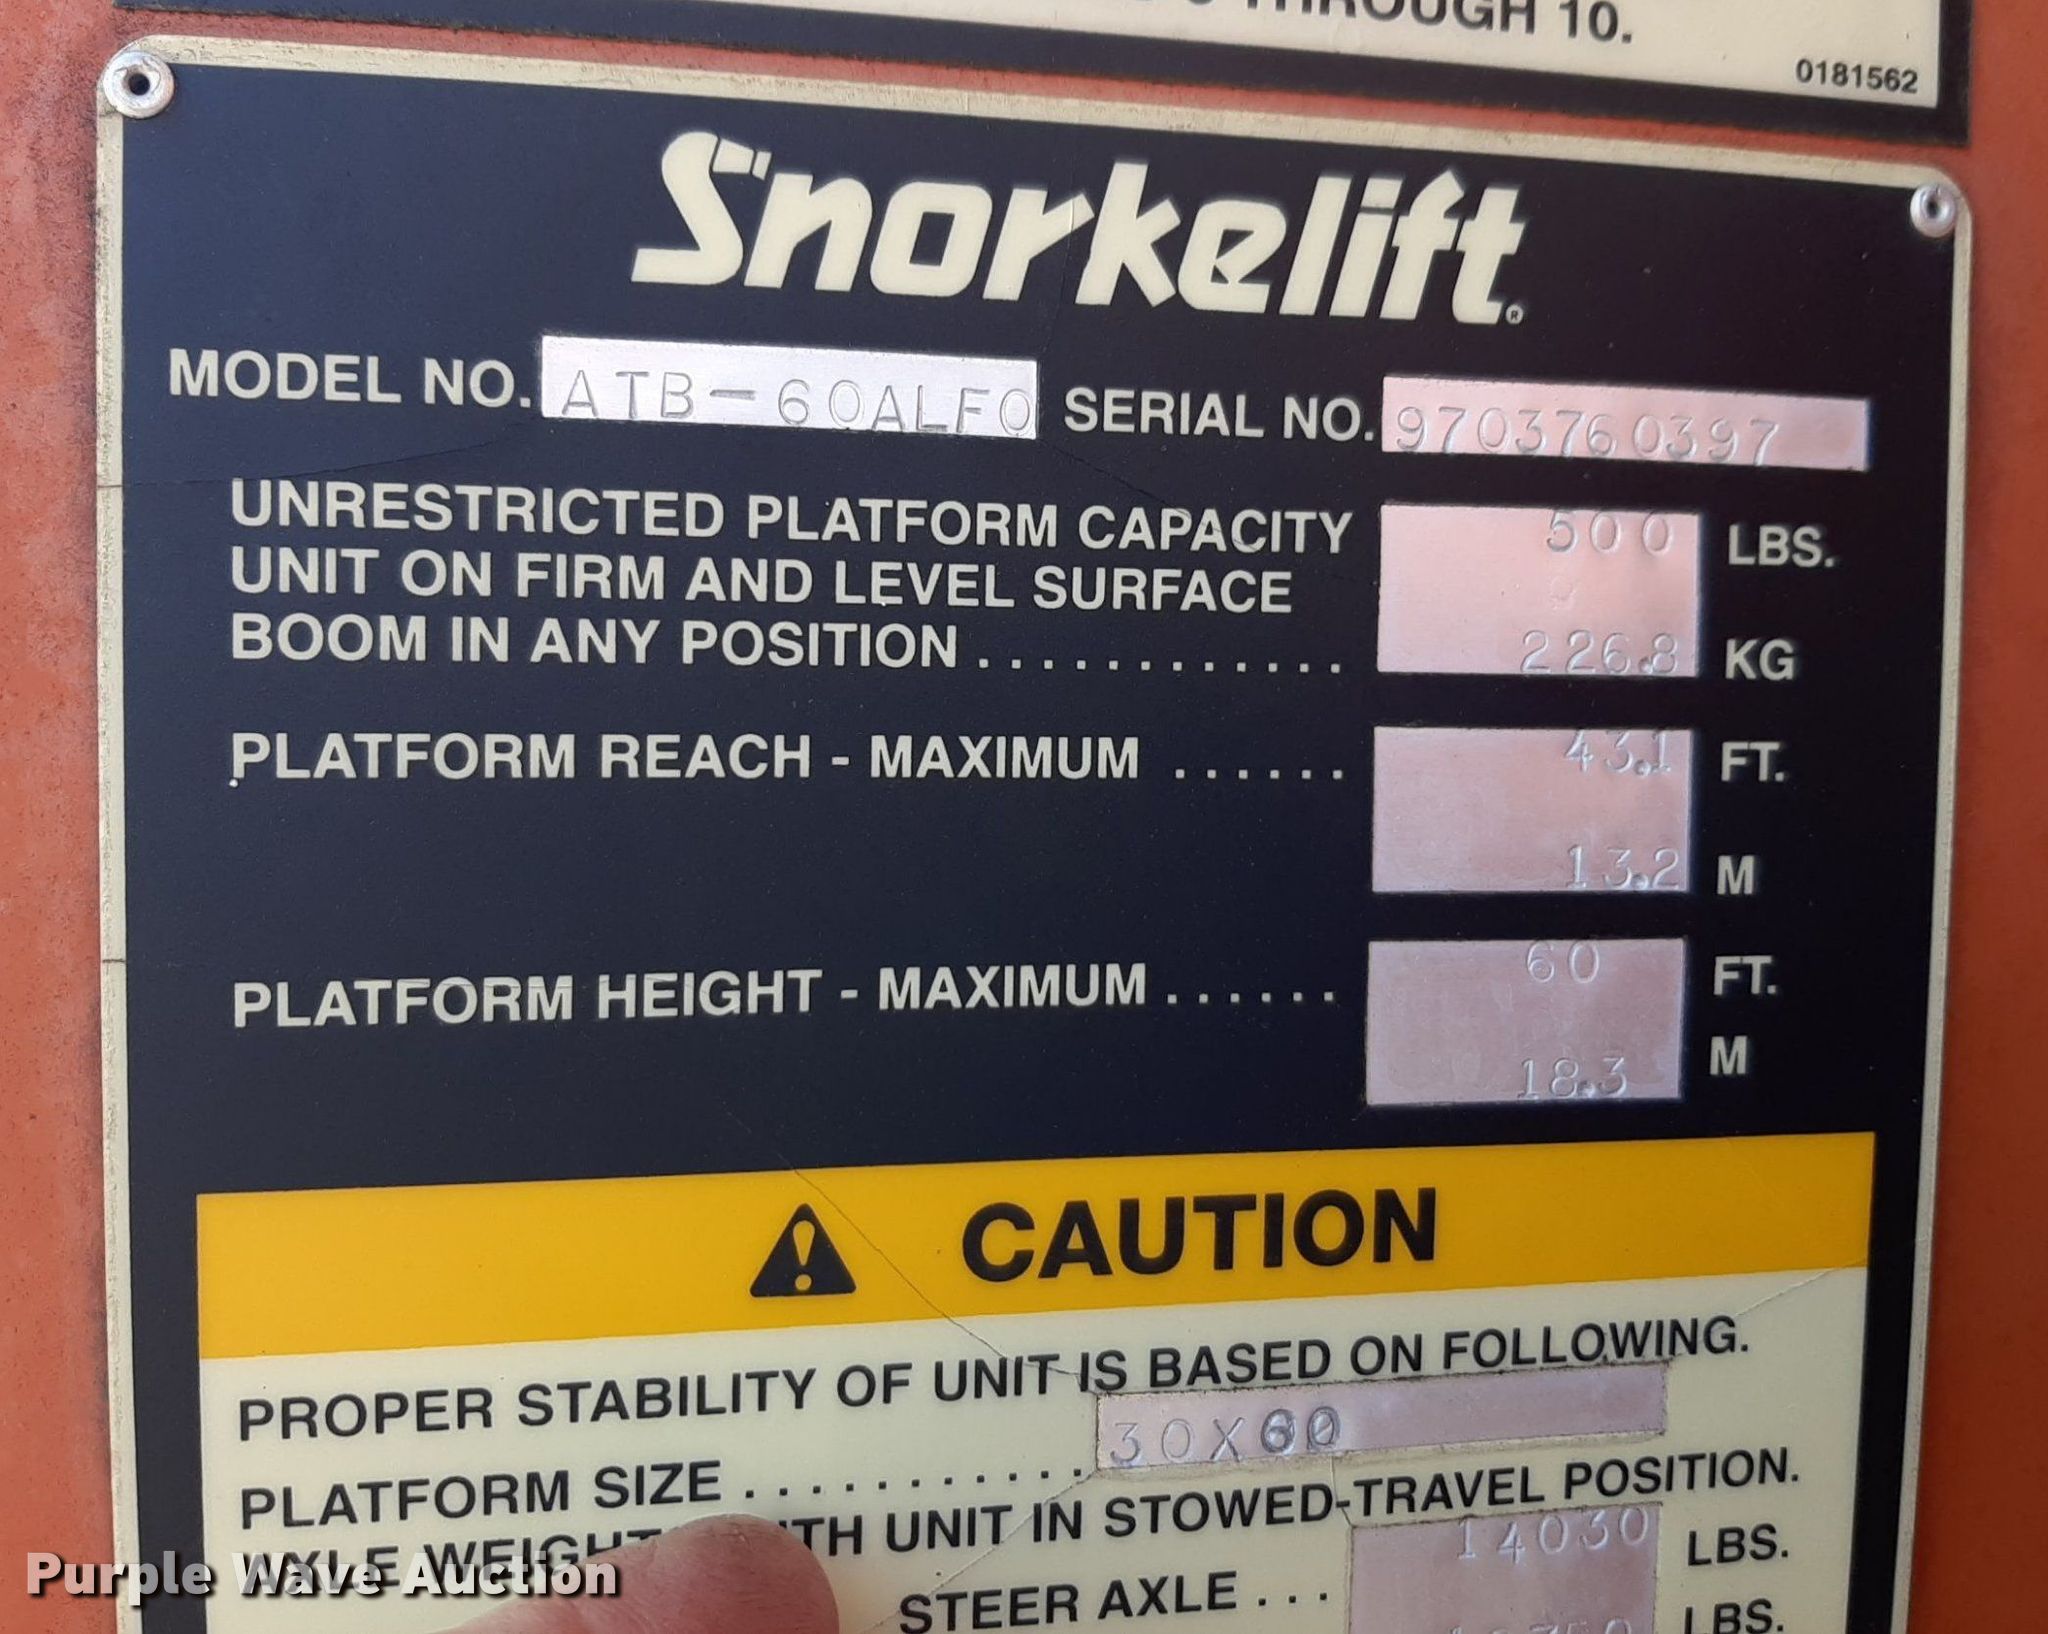 THROUGH 10.
0181562
Snorkelift®
MODEL NO. ATB-60ALFO SERIAL NO. 9703760397
UNRESTRICTED PLATFORM CAPACITY 500 LBS.
UNIT ON FIRM AND LEVEL SURFACE
BOOM IN ANY POSITION ............ 226.8 KG
PLATFORM REACH - MAXIMUM ...... 43.1 FT.
13.2 M
PLATFORM HEIGHT - MAXIMUM ...... 60 FT.
18.3 M
CAUTION
PROPER STABILITY OF UNIT IS BASED ON FOLLOWING.
PLATFORM SIZE ............ 30X60
AXLE WEIGHT UNIT IN STOWED-TRAVEL POSITION.
STEER AXLE ... 14030 LBS.
LBS.
Purple Wave Auction